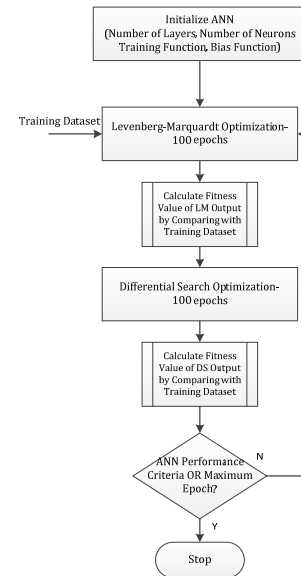 Initialize ANN
(Number of Layers, Number of Neurons
Training Function, Bias Function)
Training Dataset
Levenberg-Marquardt Optimization-
100 epochs
Calculate Fitness
Value of LM Output
by Comparing with
Training Dataset
Differential Search Optimization-
100 epochs
Calculate Fitness
Value of DS Output
by Comparing with
Training Dataset
ANN Performance
Criteria OR Maximum
Epoch?
N
Y
Stop